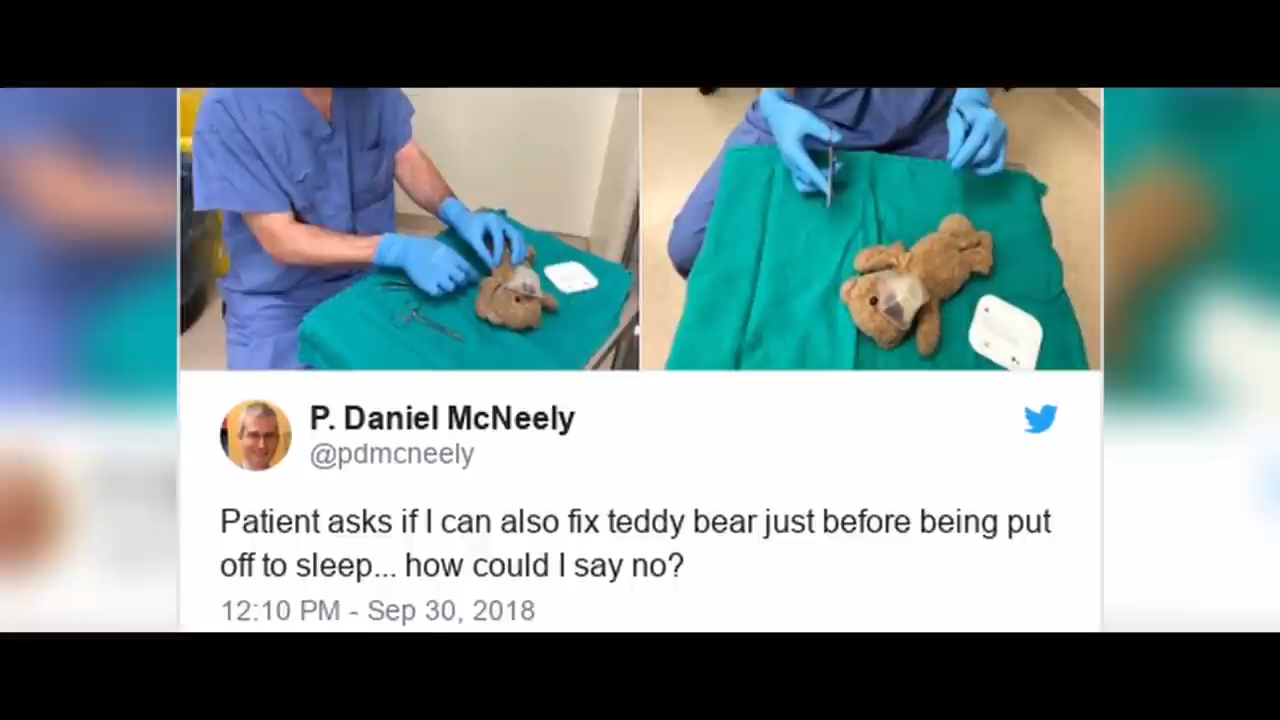 P. Daniel McNeely
@pdmcneely
Patient asks if I can also fix teddy bear just before being put
off to sleep... how could I say no?
12:10 PM - Sep 30, 2018